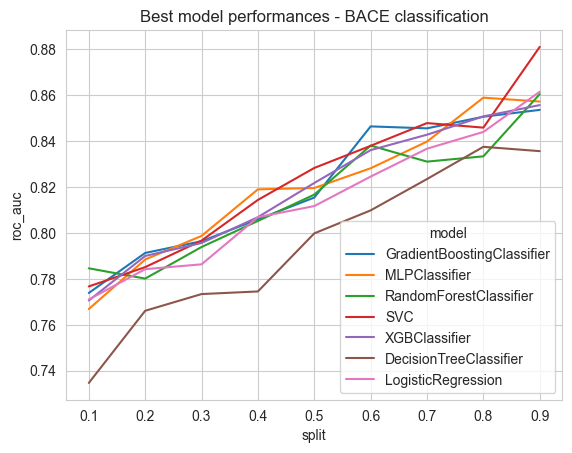 Best model performances - BACE classification
roc_auc
0.88
0.86
0.84
0.82
0.80
0.78
0.76
0.74
model
GradientBoostingClassifier
MLPClassifier
RandomForestClassifier
SVC
XGBClassifier
DecisionTreeClassifier
LogisticRegression
0.1 0.2 0.3 0.4 0.5 0.6 0.7 0.8 0.9
split